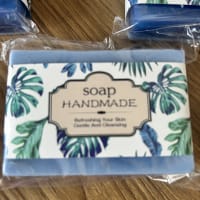 soap
HANDMADE
Refreshing Your Skin
Gentle And Cleansing